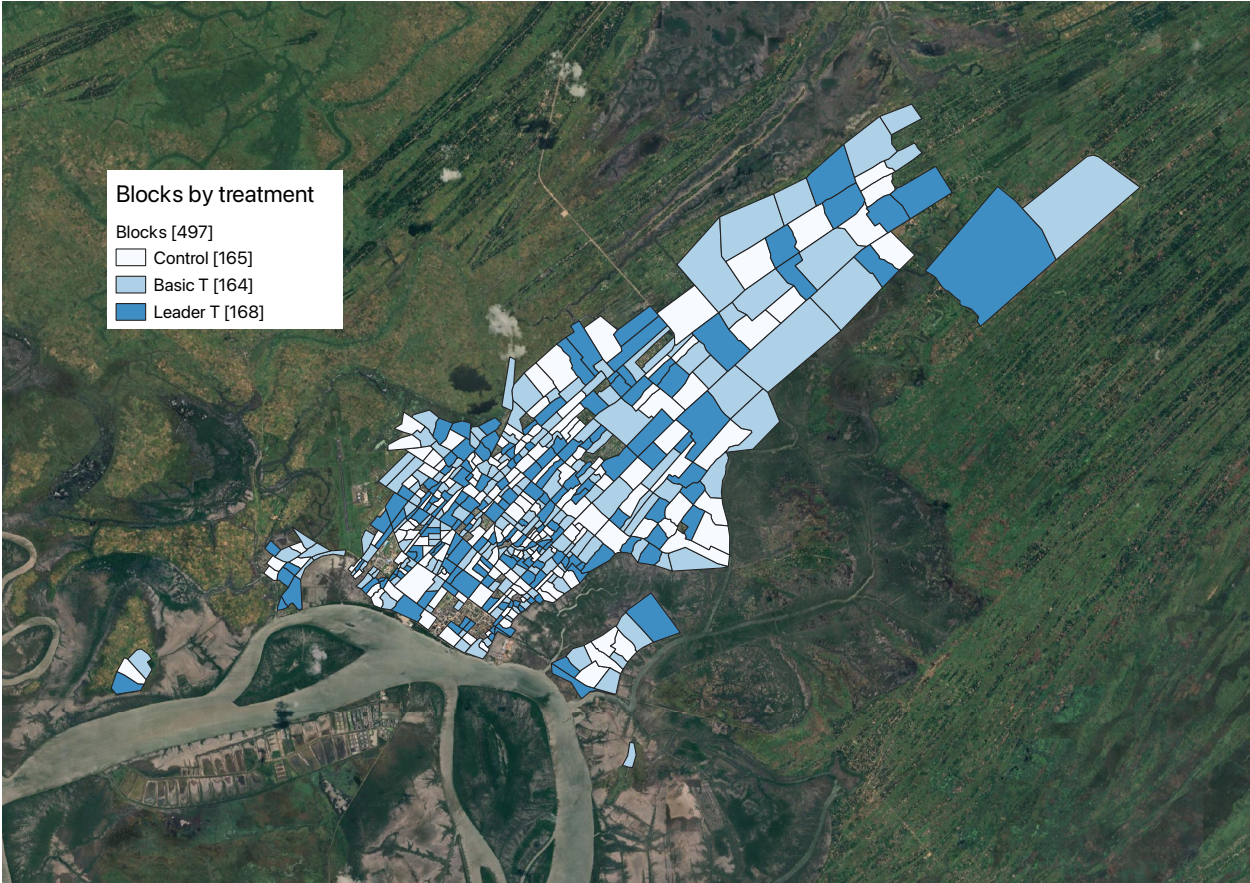 Blocks by treatment
Blocks [497]
Control [165]
Basic T [164]
Leader T [168]